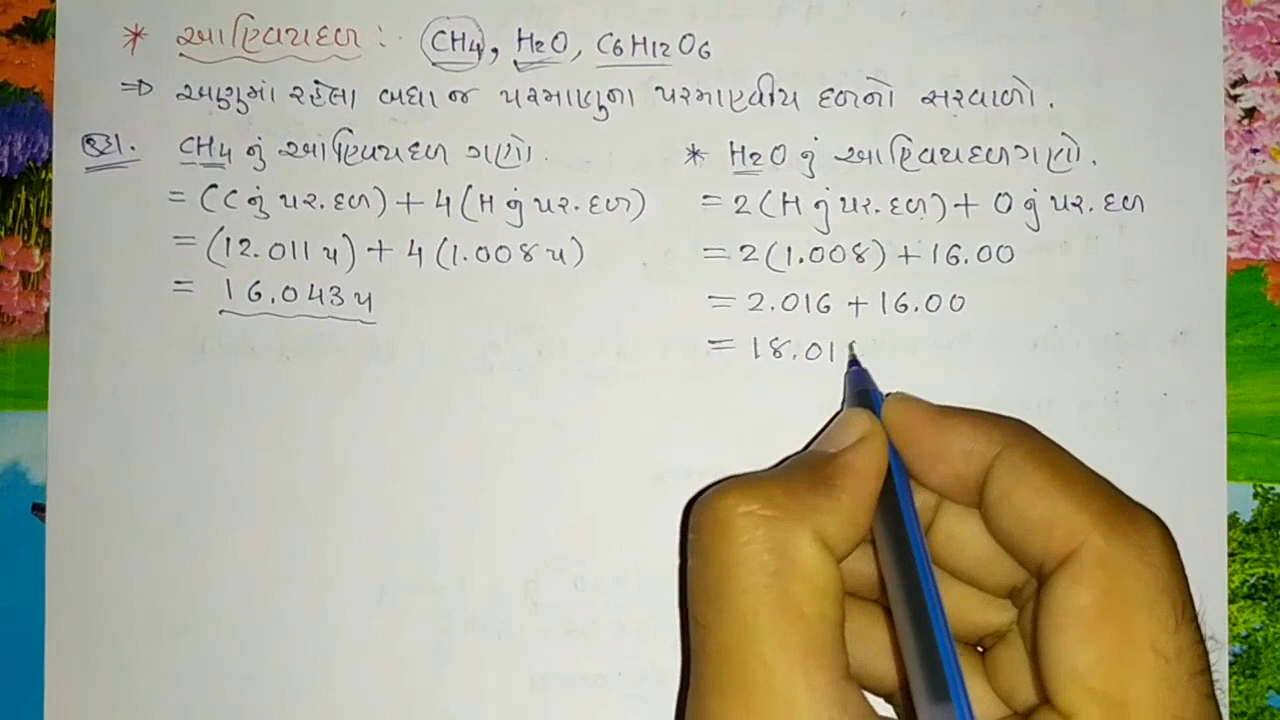 * આણ્વિયદળ : CH4, H2O, C6H12O6
⇒ અણુમાં રહેલા બધા જ પરમાણુના પરમાણ્વીય દળનો સરવાળો.
ઉદા. CH4 નું આણ્વિયદળ ગણો.
= (C નું પર. દળ) + 4 (H નું પર. દળ)
= (12.011 u) + 4 (1.008 u)
= 16.043 u
* H2O નું આણ્વિયદળ ગણો.
= 2 (H નું પર. દળ) + O નું પર. દળ
= 2 (1.008) + 16.00
= 2.016 + 16.00
= 18.01